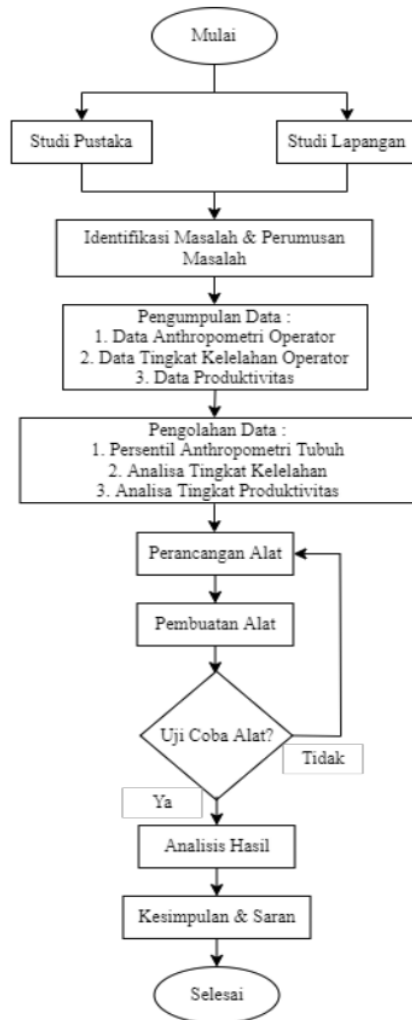 Mulai
Studi Pustaka
Studi Lapangan
Identifikasi Masalah & Perumusan
Masalah
Pengumpulan Data :
1. Data Anthropometri Operator
2. Data Tingkat Kelelahan Operator
3. Data Produktivitas
Pengolahan Data :
1. Persentil Anthropometri Tubuh
2. Analisa Tingkat Kelelahan
3. Analisa Tingkat Produktivitas
Perancangan Alat
Pembuatan Alat
Uji Coba Alat?
Tidak
Ya
Analisis Hasil
Kesimpulan & Saran
Selesai